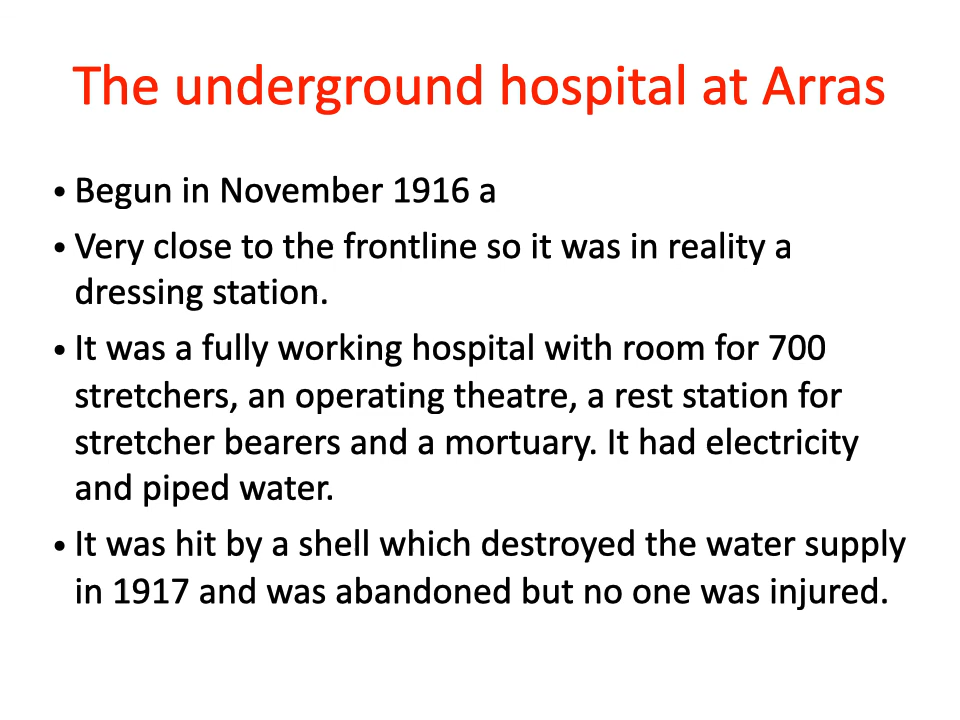 The underground hospital at Arras
• Begun in November 1916 a
• Very close to the frontline so it was in reality a
dressing station.
• It was a fully working hospital with room for 700
stretchers, an operating theatre, a rest station for
stretcher bearers and a mortuary. It had electricity
and piped water.
• It was hit by a shell which destroyed the water supply
in 1917 and was abandoned but no one was injured.